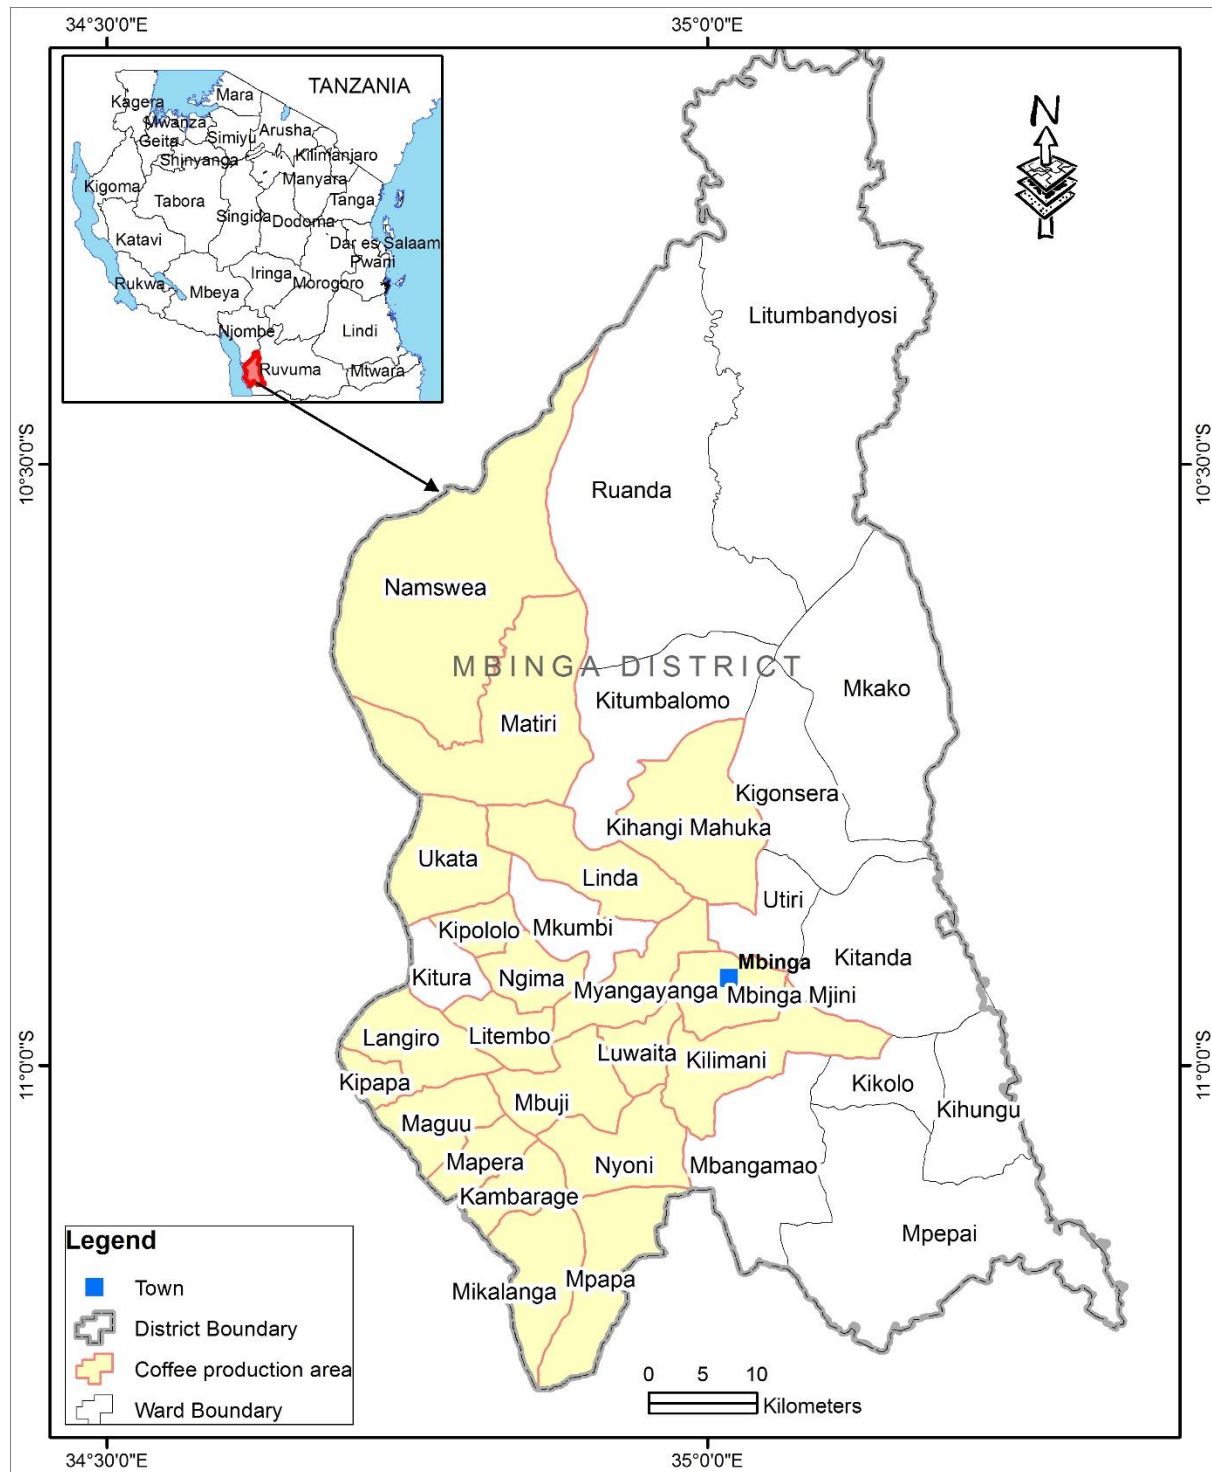 34°30'0"E
35°0'0"E
TANZANIA
Kagera
Mara
Mwanza
Geita
Simiyu
Arusha
Shinyanga
Kilimanjaro
Kigoma
Tabora
Manyara
Tanga
Singida
Dodoma
Katavi
Dar es Salaam
Pwani
Rukwa
Mbeya
Iringa
Morogoro
Njombe
Lindi
Ruvuma
Mtwara
N
10°30'0"S
10°30'0"S
Litumbandyosi
Ruanda
Namswea
MBINGA DISTRICT
Kitumbalomo
Mkako
Matiri
Kigonsera
Kihangi Mahuka
Ukata
Linda
Utiri
Kipololo
Mkumbi
Kitura
Ngima
Mbinga
Kitanda
Myangayanga
Mbinga Mjini
Langiro
Litembo
Luwaita
Kilimani
11°0'0"S
11°0'0"S
Kipapa
Mbuji
Kikolo
Kihungu
Maguu
Mapera
Nyoni
Mbangamao
Kambarage
Mpepai
Mikalanga
Mpapa
Legend
Town
District Boundary
Coffee production area
Ward Boundary
0 5 10
Kilometers
34°30'0"E
35°0'0"E